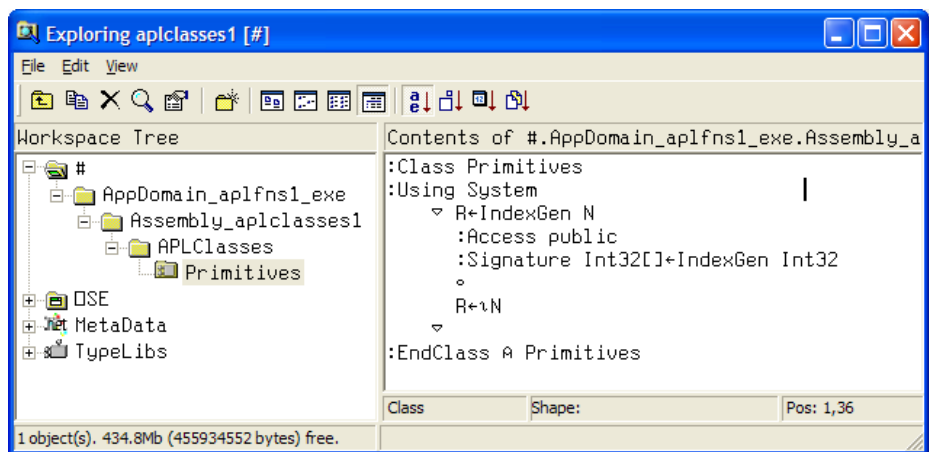 Exploring aplclasses1 [#]
File Edit View
Workspace Tree
#
AppDomain_aplfns1_exe
Assembly_aplclasses1
APLClasses
Primitives
⎕SE
MetaData
TypeLibs
Contents of #.AppDomain_aplfns1_exe.Assembly_a
:Class Primitives
:Using System
∇ R←IndexGen N
:Access public
:Signature Int32[]←IndexGen Int32
∘
R←⍳N
∇
:EndClass ⍝ Primitives
Class Shape: Pos: 1,36
1 object(s). 434.8Mb (455934552 bytes) free.